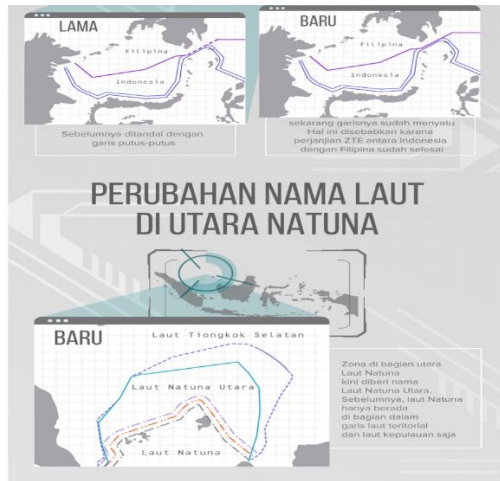 LAMA
Filipina
Indonesia
Sebelumnya ditandai dengan
garis putus-putus
BARU
Filipina
Indonesia
sekarang garisnya sudah menyatu
Hal ini disebabkan karena
perjanjian ZTE antara Indonesia
dengan Filipina sudah selesai
PERUBAHAN NAMA LAUT
DI UTARA NATUNA
BARU
Laut Tiongkok Selatan
Laut Natuna Utara
Laut Natuna
Zona di bagian utara
Laut Natuna
kini diberi nama
Laut Natuna Utara.
Sebelumnya, laut Natuna
hanya berada
di bagian dalam
garis laut teritorial
dan laut kepulauan saja